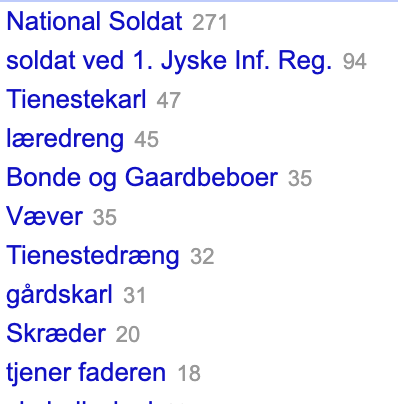 National Soldat 271
soldat ved 1. Jyske Inf. Reg. 94
Tienestekarl 47
læredreng 45
Bonde og Gaardbeboer 35
Væver 35
Tienestedræng 32
gårdskarl 31
Skræder 20
tjener faderen 18